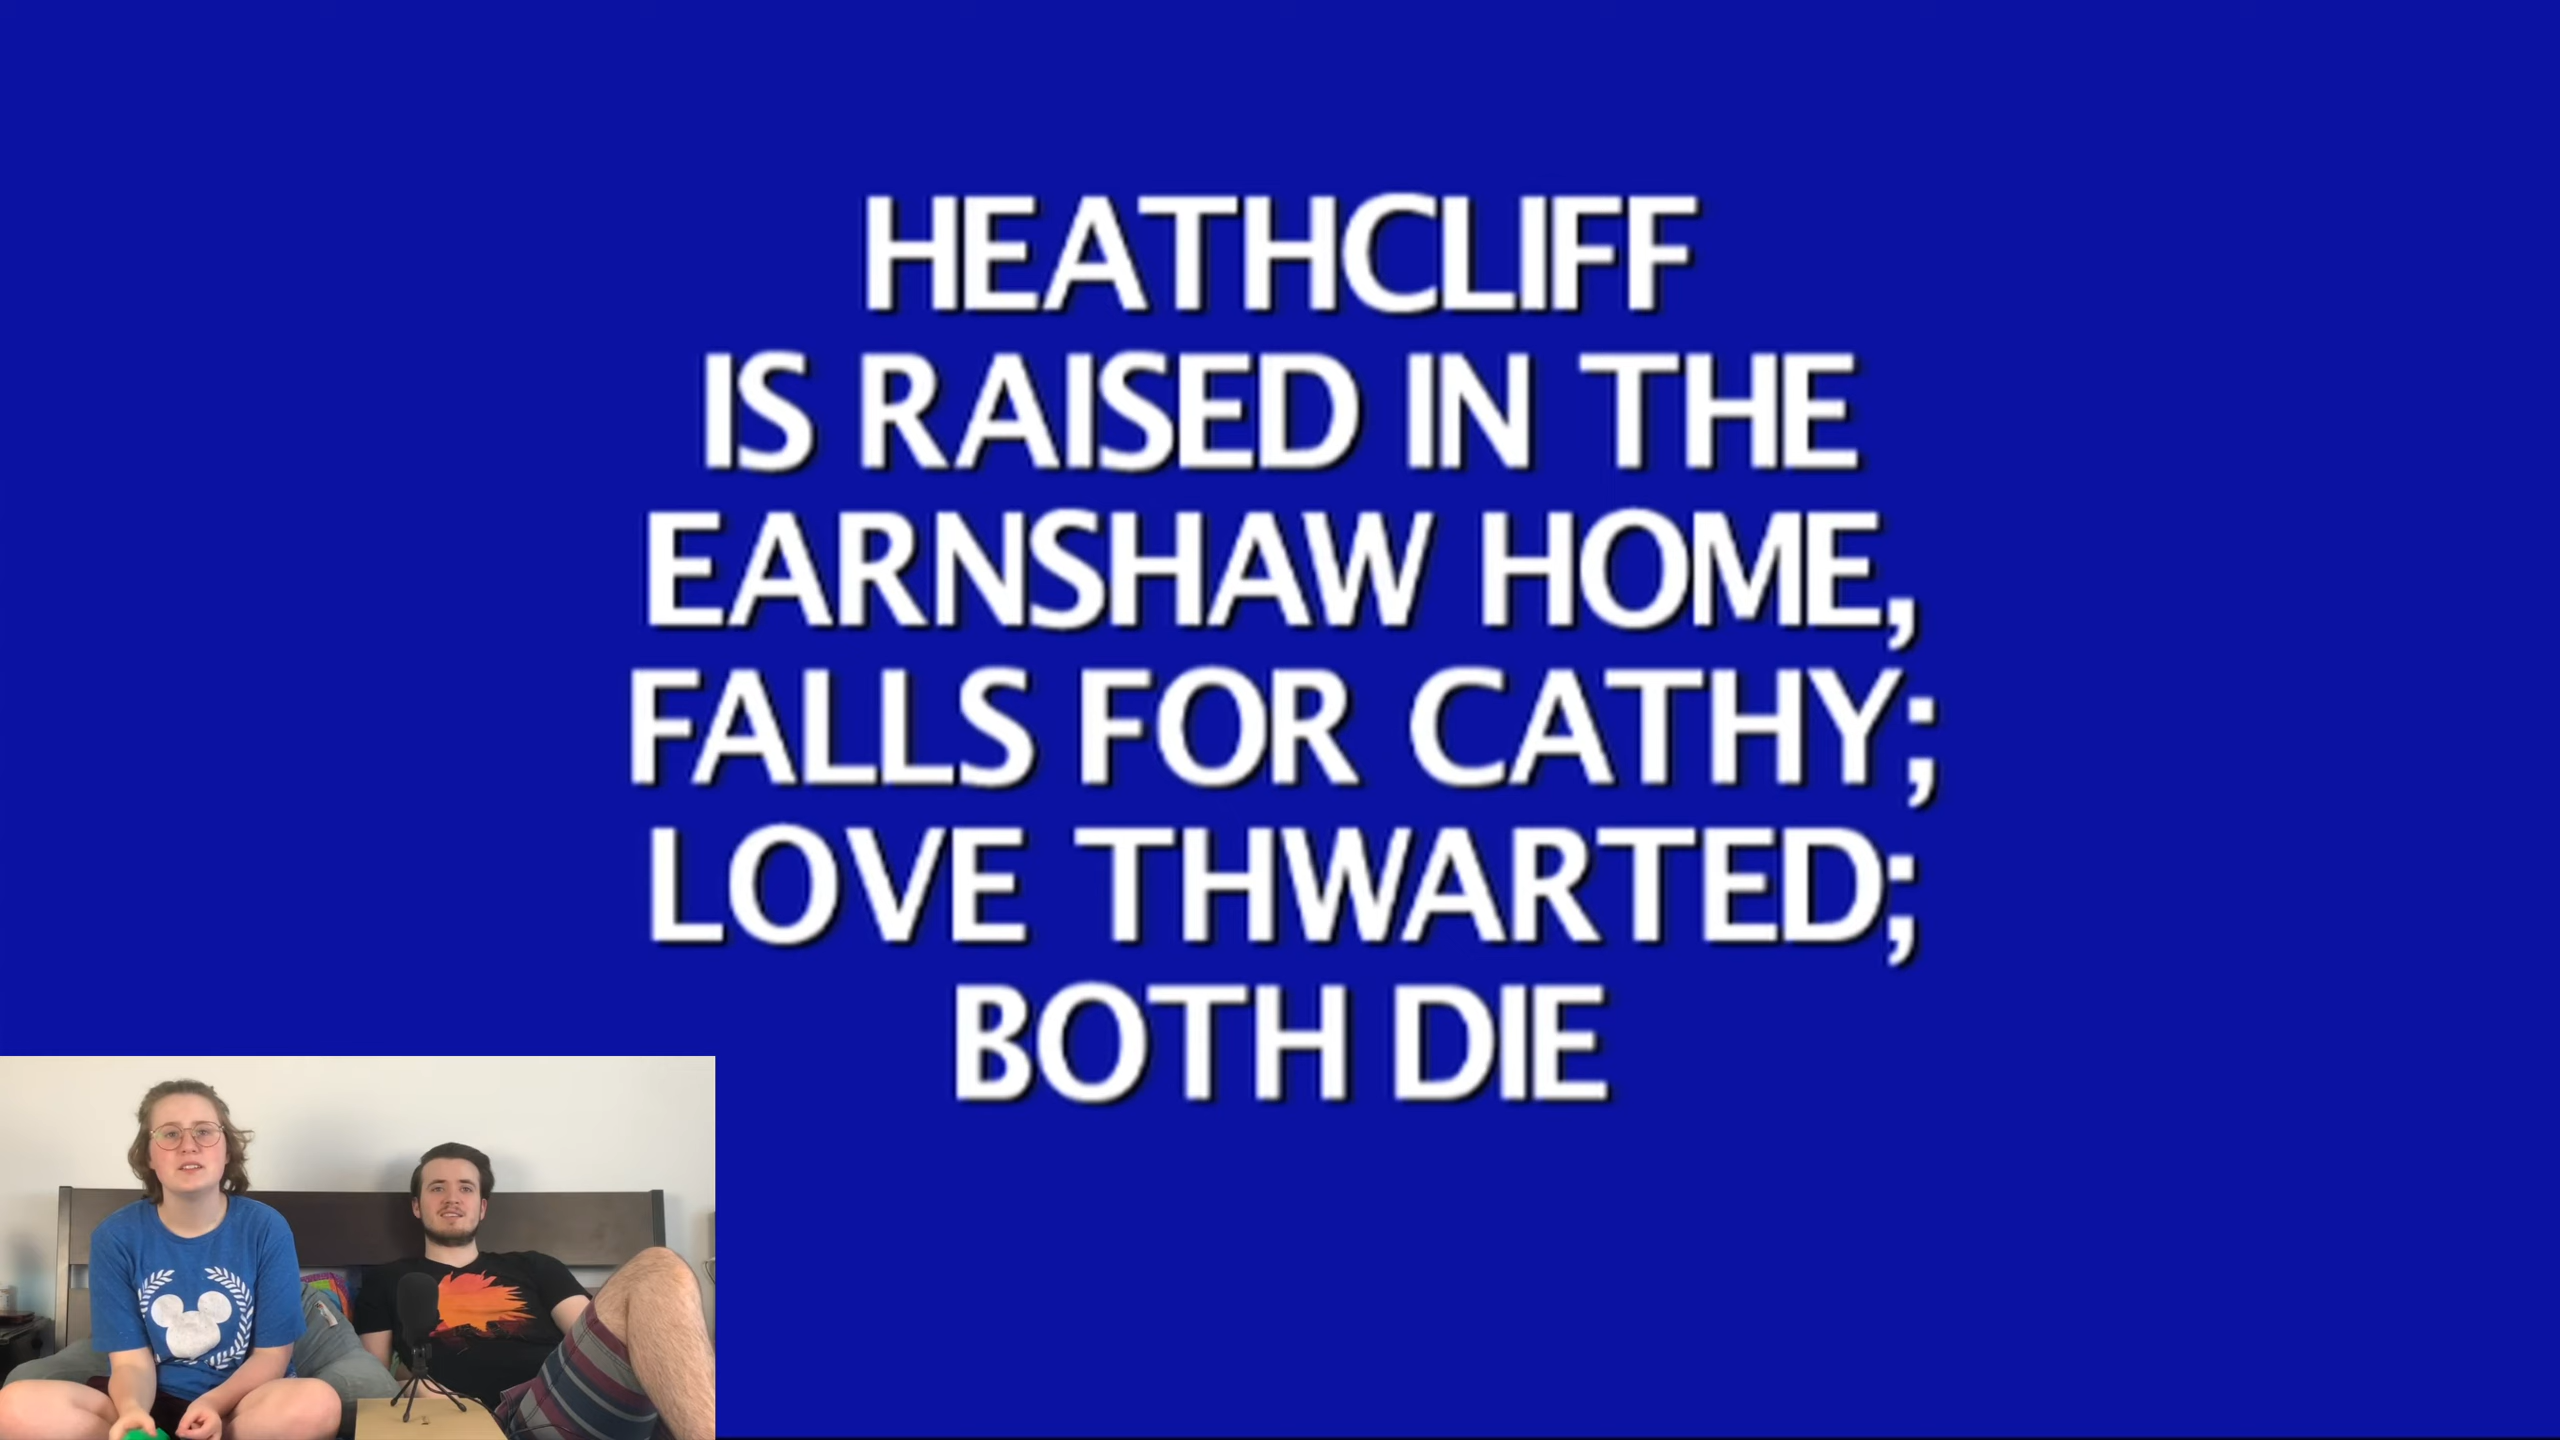 HEATHCLIFF
IS RAISED IN THE
EARNSHAW HOME,
FALLS FOR CATHY;
LOVE THWARTED;
BOTH DIE